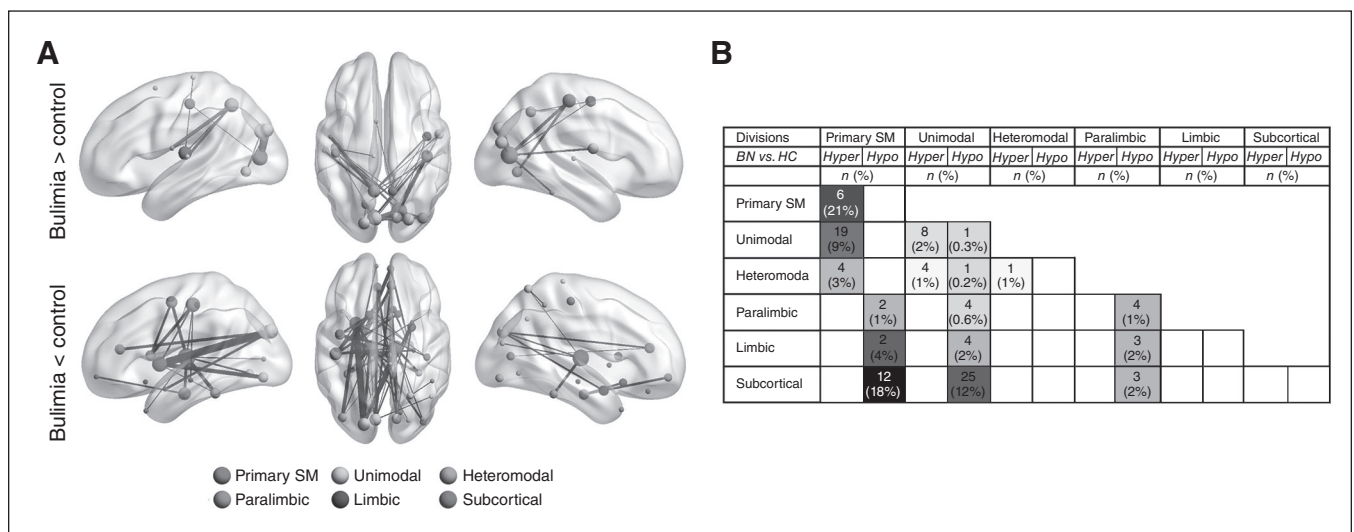 A
Bulimia > control
Bulimia < control
Primary SM Unimodal Heteromodal
Paralimbic Limbic Subcortical
B
Divisions Primary SM Unimodal Heteromodal Paralimbic Limbic Subcortical
BN vs. HC Hyper Hypo Hyper Hypo Hyper Hypo Hyper Hypo Hyper Hypo Hyper Hypo
n (%) n (%) n (%) n (%) n (%) n (%)
Primary SM 6 (21%)
Unimodal 19 (9%) 8 (2%) 1 (0.3%)
Heteromoda 4 (3%) 4 (1%) 1 (0.2%) 1 (1%)
Paralimbic 2 (1%) 4 (0.6%) 4 (1%)
Limbic 2 (4%) 4 (2%) 3 (2%)
Subcortical 12 (18%) 25 (12%) 3 (2%)